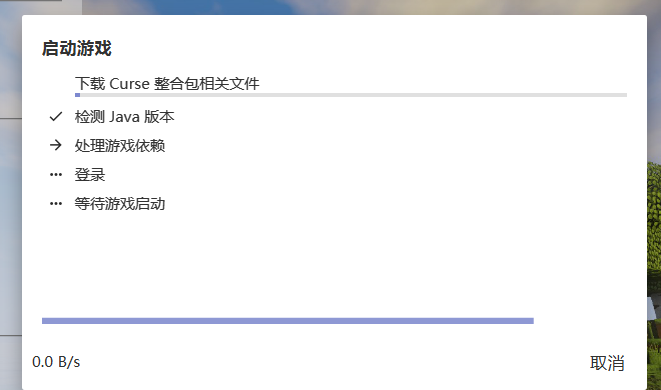 启动游戏
下载 Curse 整合包相关文件
检测 Java 版本
处理游戏依赖
登录
等待游戏启动
0.0 B/s
取消